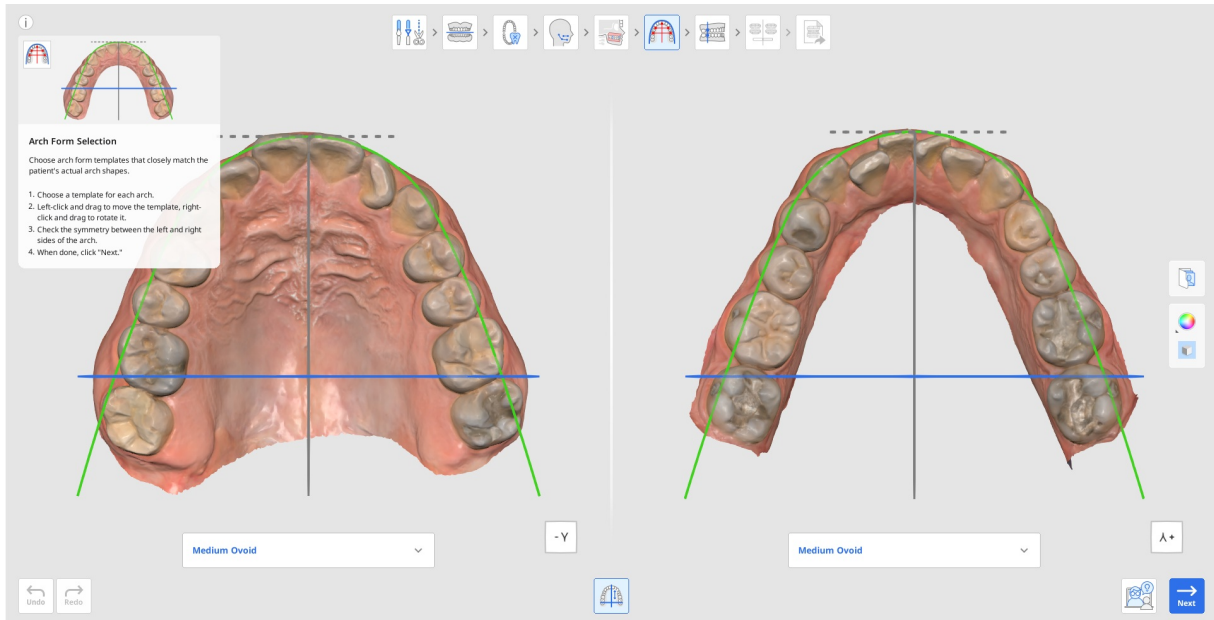 Arch Form Selection
Choose arch form templates that closely match the
patient's actual arch shapes.
1. Choose a template for each arch.
2. Left-click and drag to move the template, right-
click and drag to rotate it.
3. Check the symmetry between the left and right
sides of the arch.
4. When done, click "Next."
Medium Ovoid
Medium Ovoid
Undo
Redo
Next